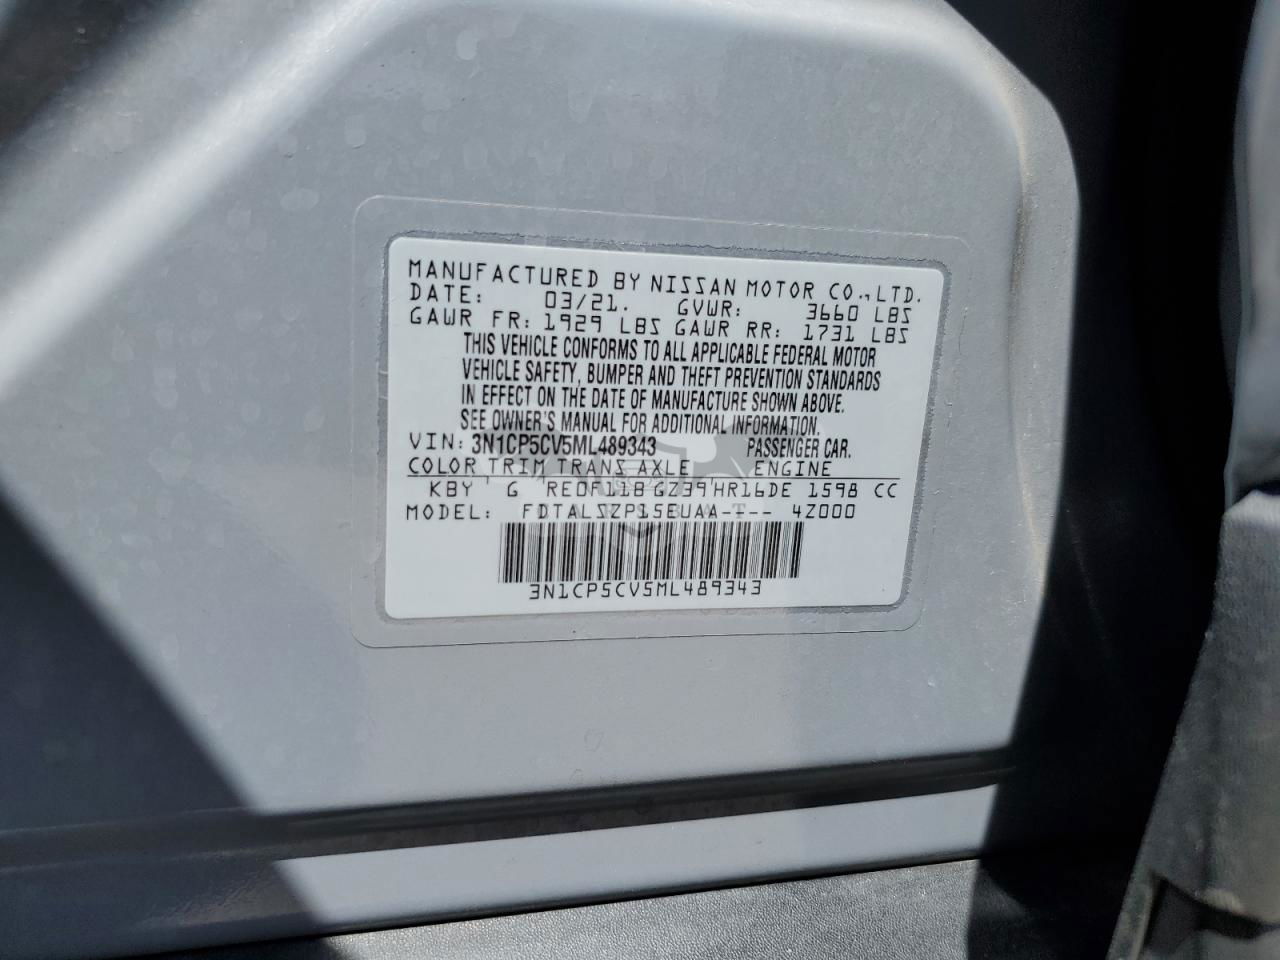 MANUFACTURED BY NISSAN MOTOR CO., LTD.
DATE: 03/21. GVWR: 3660 LBS
GAWR FR: 1929 LBS GAWR RR: 1731 LBS
THIS VEHICLE CONFORMS TO ALL APPLICABLE FEDERAL MOTOR
VEHICLE SAFETY, BUMPER AND THEFT PREVENTION STANDARDS
IN EFFECT ON THE DATE OF MANUFACTURE SHOWN ABOVE.
SEE OWNER'S MANUAL FOR ADDITIONAL INFORMATION.
VIN: 3N1CP5CV5ML489343 PASSENGER CAR.
COLOR TRIM TRANS AXLE ENGINE
KBY G RE0F11B GZ39 HR16DE 1598 CC
MODEL: FDTALSZP15EUAA-T-- 4Z000
3N1CP5CV5ML489343